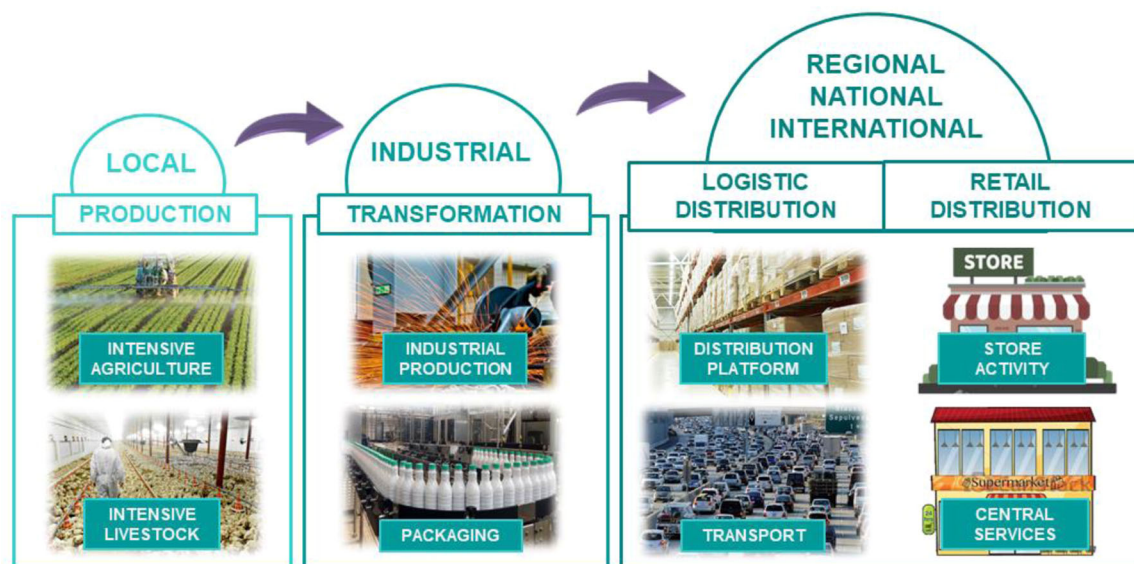 LOCAL
PRODUCTION
INTENSIVE
AGRICULTURE
INTENSIVE
LIVESTOCK
INDUSTRIAL
TRANSFORMATION
INDUSTRIAL
PRODUCTION
PACKAGING
REGIONAL
NATIONAL
INTERNATIONAL
LOGISTIC
DISTRIBUTION
DISTRIBUTION
PLATFORM
Sepulve
TRANSPORT
RETAIL
DISTRIBUTION
STORE
STORE
ACTIVITY
Supermarket
CENTRAL
SERVICES